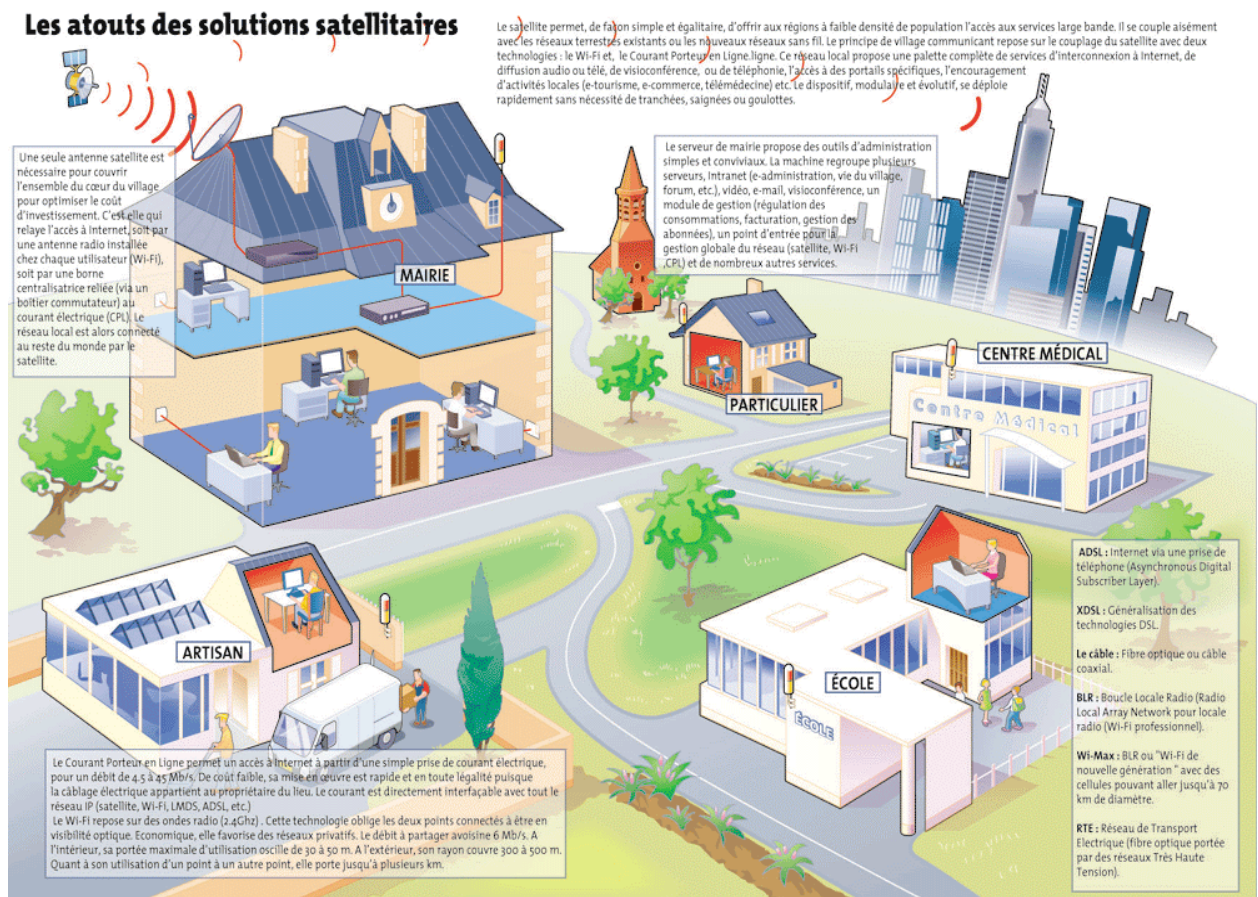 Les atouts des solutions satellitaires
Le satellite permet, de façon simple et égalitaire, d'offrir aux régions à faible densité de population l'accès aux services large bande. Il se couple aisément
avec les réseaux terrestres existants ou les nouveaux réseaux sans fil. Le principe de village communicant repose sur le couplage du satellite avec deux
technologies : le Wi-Fi et, le Courant Porteur en Ligne.ligne. Ce réseau local propose une palette complète de services d'interconnexion à Internet, de
diffusion audio ou télé, de visioconférence, ou de téléphonie, l'accès à des portails spécifiques, l'encouragement
d'activités locales (e-tourisme, e-commerce, télémédecine) etc. Le dispositif, modulaire et évolutif, se déploie
rapidement sans nécessité de tranchées, saignées ou goulottes.
Une seule antenne satellite est
nécessaire pour couvrir
l'ensemble du cœur du village
pour optimiser le coût
d'investissement. C'est elle qui
relaye l'accès à Internet, soit par
une antenne radio installée
chez chaque utilisateur (Wi-Fi),
soit par une borne
centralisatrice reliée (via un
boîtier commutateur) au
courant électrique (CPL). Le
réseau local est alors connecté
au reste du monde par le
satellite.
Le serveur de mairie propose des outils d'administration
simples et conviviaux. La machine regroupe plusieurs
serveurs, Intranet (e-administration, vie du village,
forum, etc.), vidéo, e-mail, visioconférence, un
module de gestion (régulation des
consommations, facturation, gestion des
abonnées), un point d'entrée pour la
gestion globale du réseau (satellite, Wi-Fi
,CPL) et de nombreux autres services.
MAIRIE
PARTICULIER
CENTRE MÉDICAL
Centre Médical
ARTISAN
ÉCOLE
ÉCOLE
Le Courant Porteur en Ligne permet un accès à Internet à partir d'une simple prise de courant électrique,
pour un débit de 4,5 à 45 Mb/s. De coût faible, sa mise en œuvre est rapide et en toute légalité puisque
la câblage électrique appartient au propriétaire du lieu. Le courant est directement interfaçable avec tout le
réseau IP (satellite, Wi-Fi, LMDS, ADSL, etc.)
Le Wi-Fi repose sur des ondes radio (2.4Ghz) . Cette technologie oblige les deux points connectés à être en
visibilité optique. Economique, elle favorise des réseaux privatifs. Le débit à partager avoisine 6 Mb/s. A
l'intérieur, sa portée maximale d'utilisation oscille de 30 à 50 m. A l'extérieur, son rayon couvre 300 à 500 m.
Quant à son utilisation d'un point à un autre point, elle porte jusqu'à plusieurs km.
ADSL : Internet via une prise de
téléphone (Asynchronous Digital
Subscriber Layer).
XDSL : Généralisation des
technologies DSL.
Le câble : Fibre optique ou câble
coaxial.
BLR : Boucle Locale Radio (Radio
Local Array Network pour locale
radio (Wi-Fi professionnel).
Wi-Max : BLR ou "Wi-Fi de
nouvelle génération " avec des
cellules pouvant aller jusqu'à 70
km de diamètre.
RTE : Réseau de Transport
Electrique (fibre optique portée
par des réseaux Très Haute
Tension).